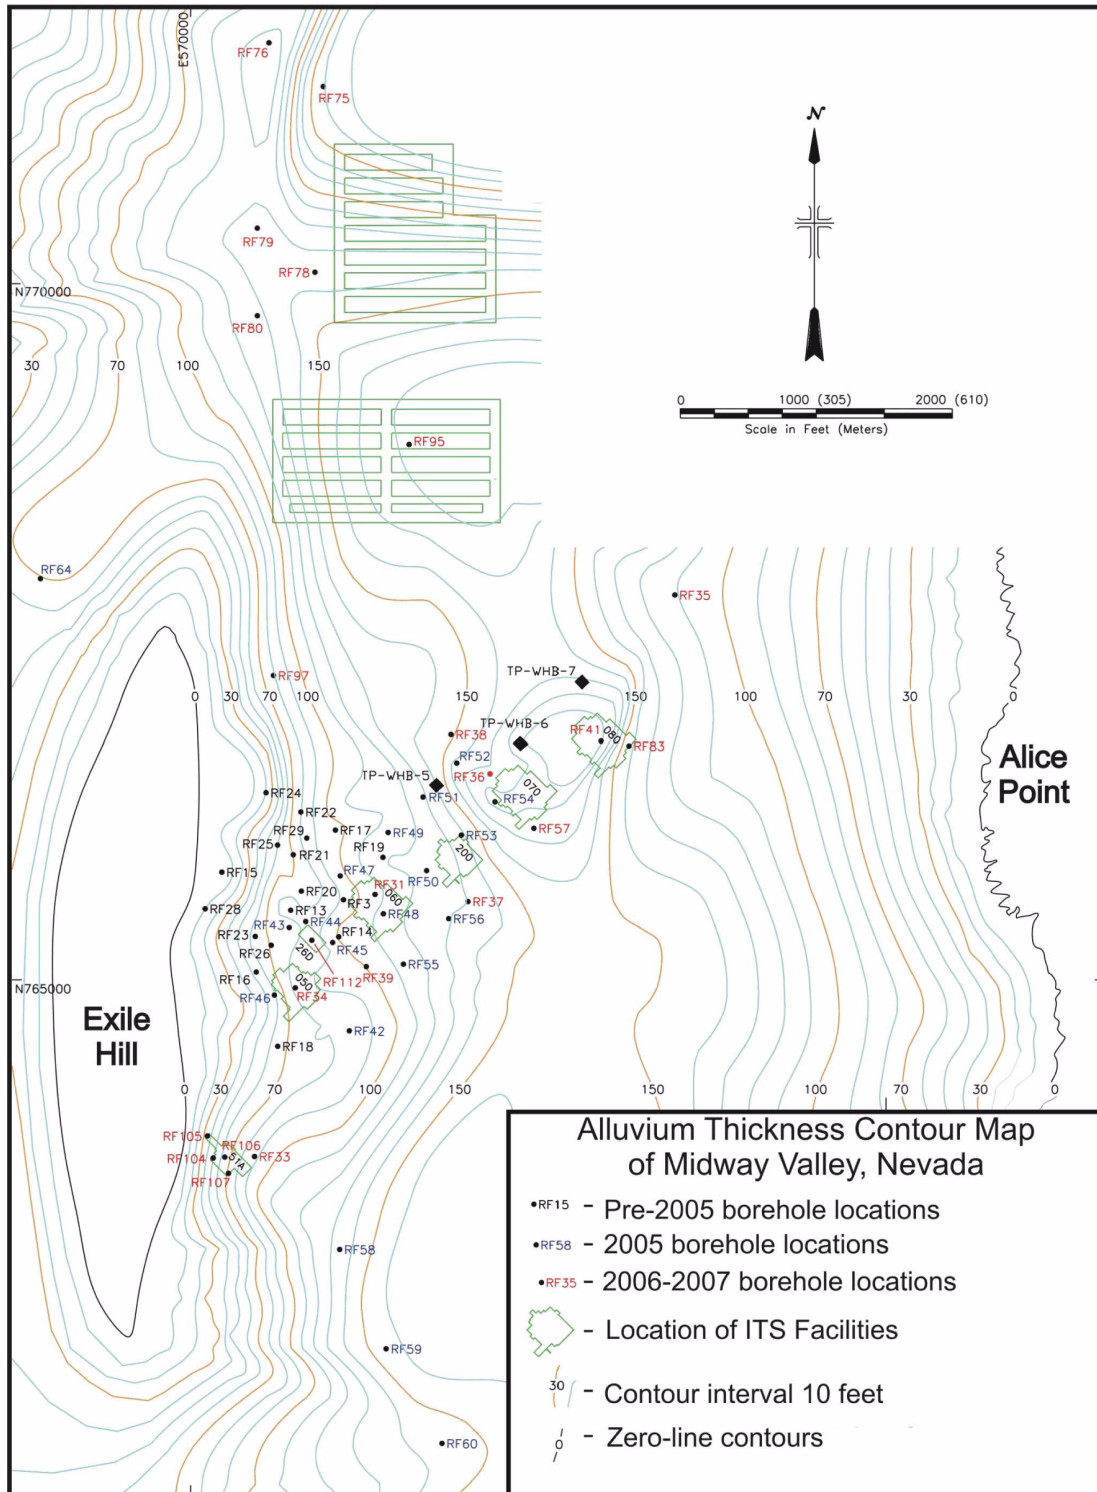 E570000
RF76
RF75
N
RF79
RF78
N770000
RF80
30
70
100
150
0
1000 (305)
2000 (610)
Scale in Feet (Meters)
RF95
RF64
RF35
RF97
TP-WHB-7
0
30
70
100
150
150
100
70
30
0
TP-WHB-6
RF38
RF41
080
RF83
RF52
TP-WHB-5
RF36
070
Alice
Point
RF24
RF51
RF54
RF22
RF29
RF17
RF49
RF53
RF57
RF25
RF21
RF19
200
RF15
RF47
RF50
RF20
RF31
060
RF28
RF13
RF3
RF48
RF37
RF43
RF44
RF56
RF23
RF14
RF26
26D
RF45
RF16
RF112
RF39
RF55
N765000
RF46
050
RF34
Exile
Hill
RF42
RF18
0
30
70
100
150
150
100
70
30
0
RF105
RF106
RF104
51A
RF33
RF107
RF58
RF59
RF60
Alluvium Thickness Contour Map
of Midway Valley, Nevada
RF15 - Pre-2005 borehole locations
RF58 - 2005 borehole locations
RF35 - 2006-2007 borehole locations
- Location of ITS Facilities
30 - Contour interval 10 feet
0 - Zero-line contours